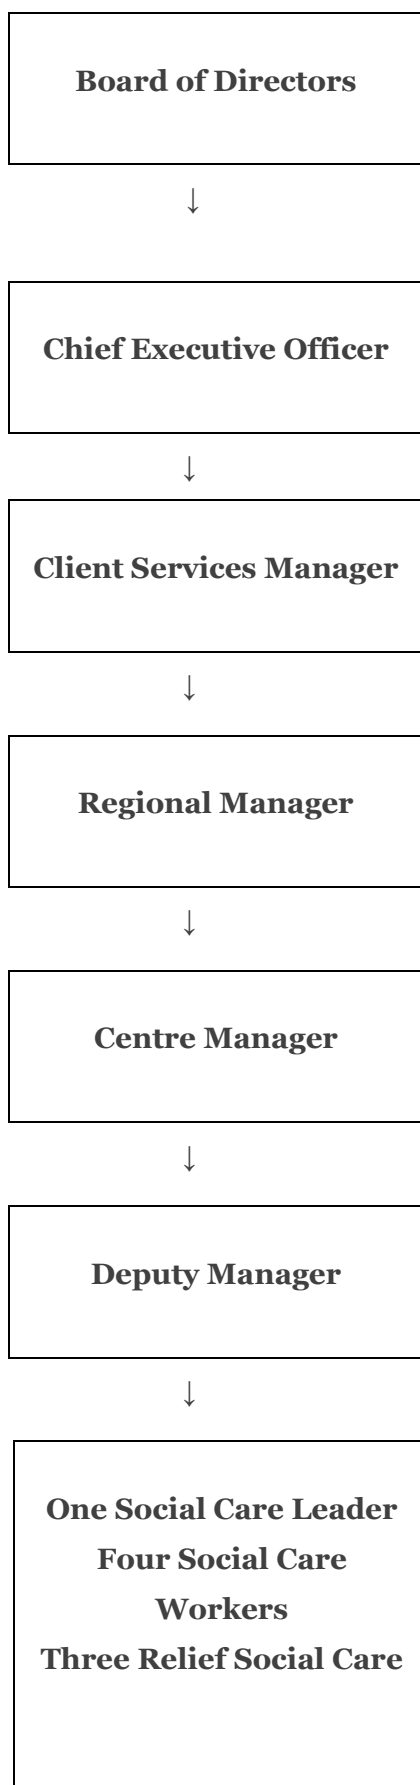 Board of Directors
↓
Chief Executive Officer
↓
Client Services Manager
↓
Regional Manager
↓
Centre Manager
↓
Deputy Manager
↓
One Social Care Leader
Four Social Care
Workers
Three Relief Social Care